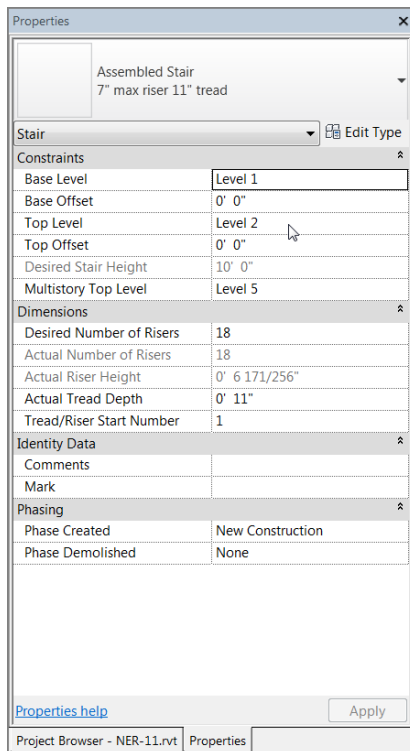 Properties
Assembled Stair
7" max riser 11" tread
Stair Edit Type
Constraints
Base Level Level 1
Base Offset 0' 0"
Top Level Level 2
Top Offset 0' 0"
Desired Stair Height 10' 0"
Multistory Top Level Level 5
Dimensions
Desired Number of Risers 18
Actual Number of Risers 18
Actual Riser Height 0' 6 171/256"
Actual Tread Depth 0' 11"
Tread/Riser Start Number 1
Identity Data
Comments
Mark
Phasing
Phase Created New Construction
Phase Demolished None
Properties help Apply
Project Browser - NER-11.rvt Properties